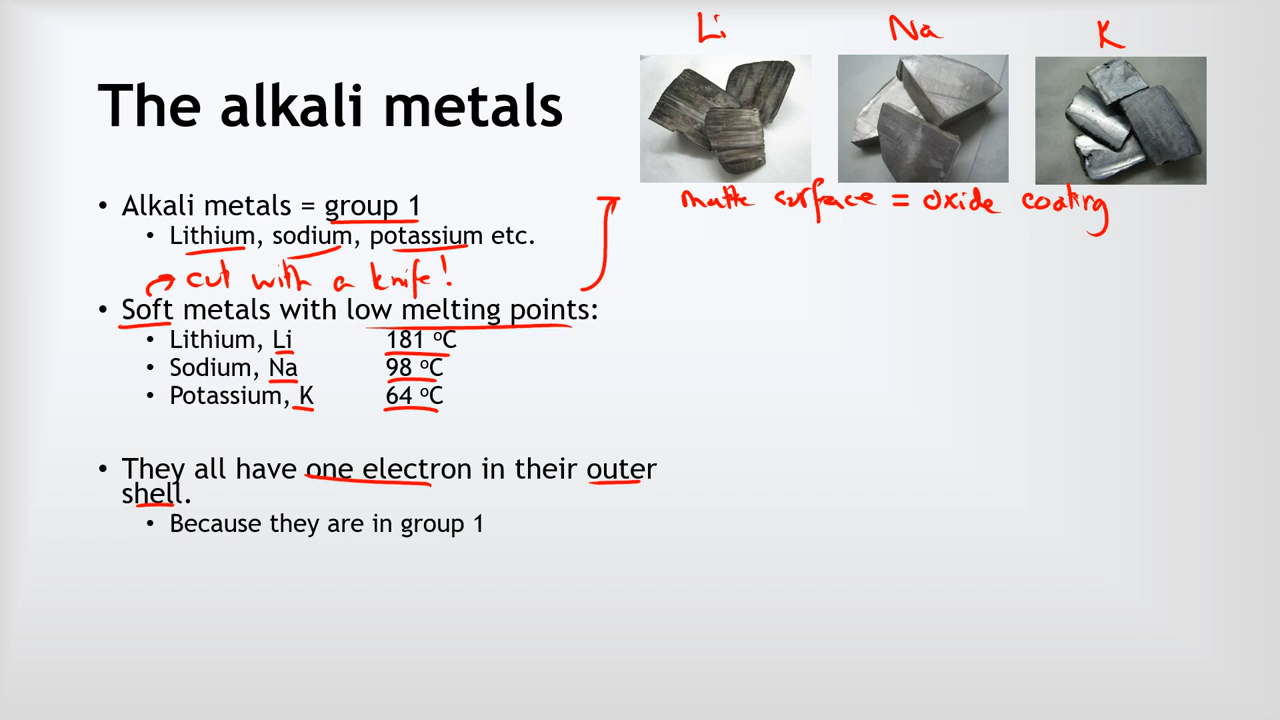 Li Na K
The alkali metals
matte surface = oxide coating
• Alkali metals = group 1
• Lithium, sodium, potassium etc.
cut with a knife!
• Soft metals with low melting points:
• Lithium, Li 181 °C
• Sodium, Na 98 °C
• Potassium, K 64 °C
• They all have one electron in their outer
shell.
• Because they are in group 1